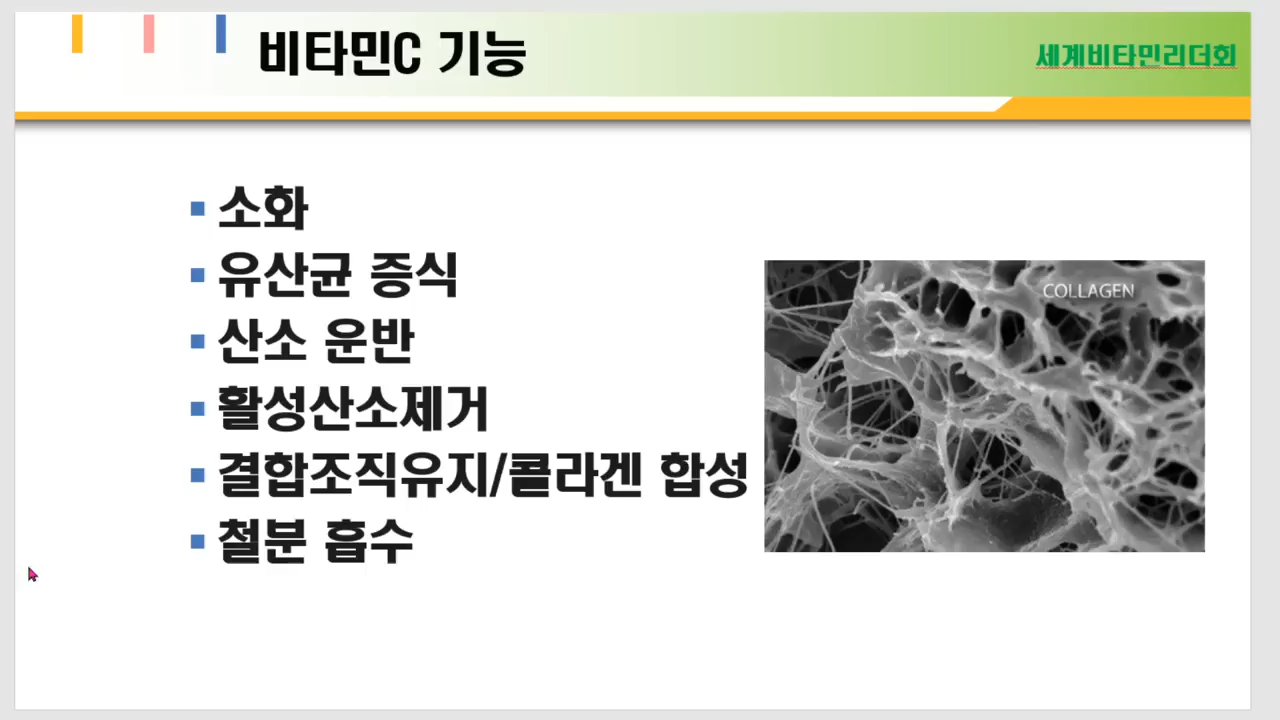 비타민C 기능
세계비타민리더회
소화
유산균 증식
산소 운반
활성산소제거
결합조직유지/콜라겐 합성
철분 흡수
COLLAGEN